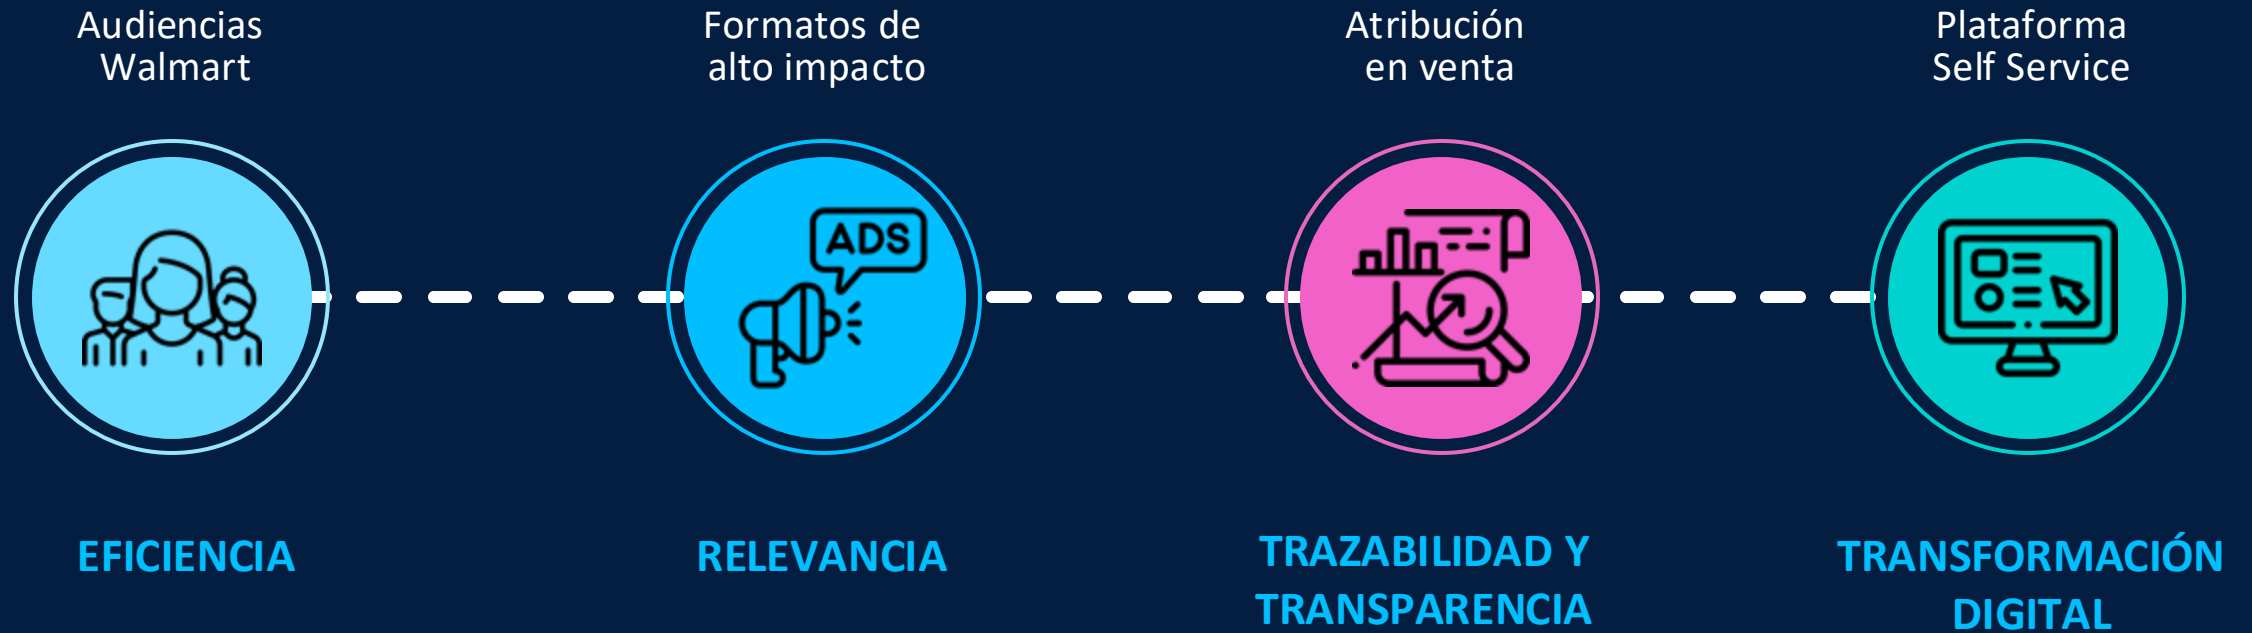 Audiencias
Walmart
Formatos de
alto impacto
Atribución
en venta
Plataforma
Self Service
ADS
EFICIENCIA
RELEVANCIA
TRAZABILIDAD Y
TRANSPARENCIA
TRANSFORMACIÓN
DIGITAL